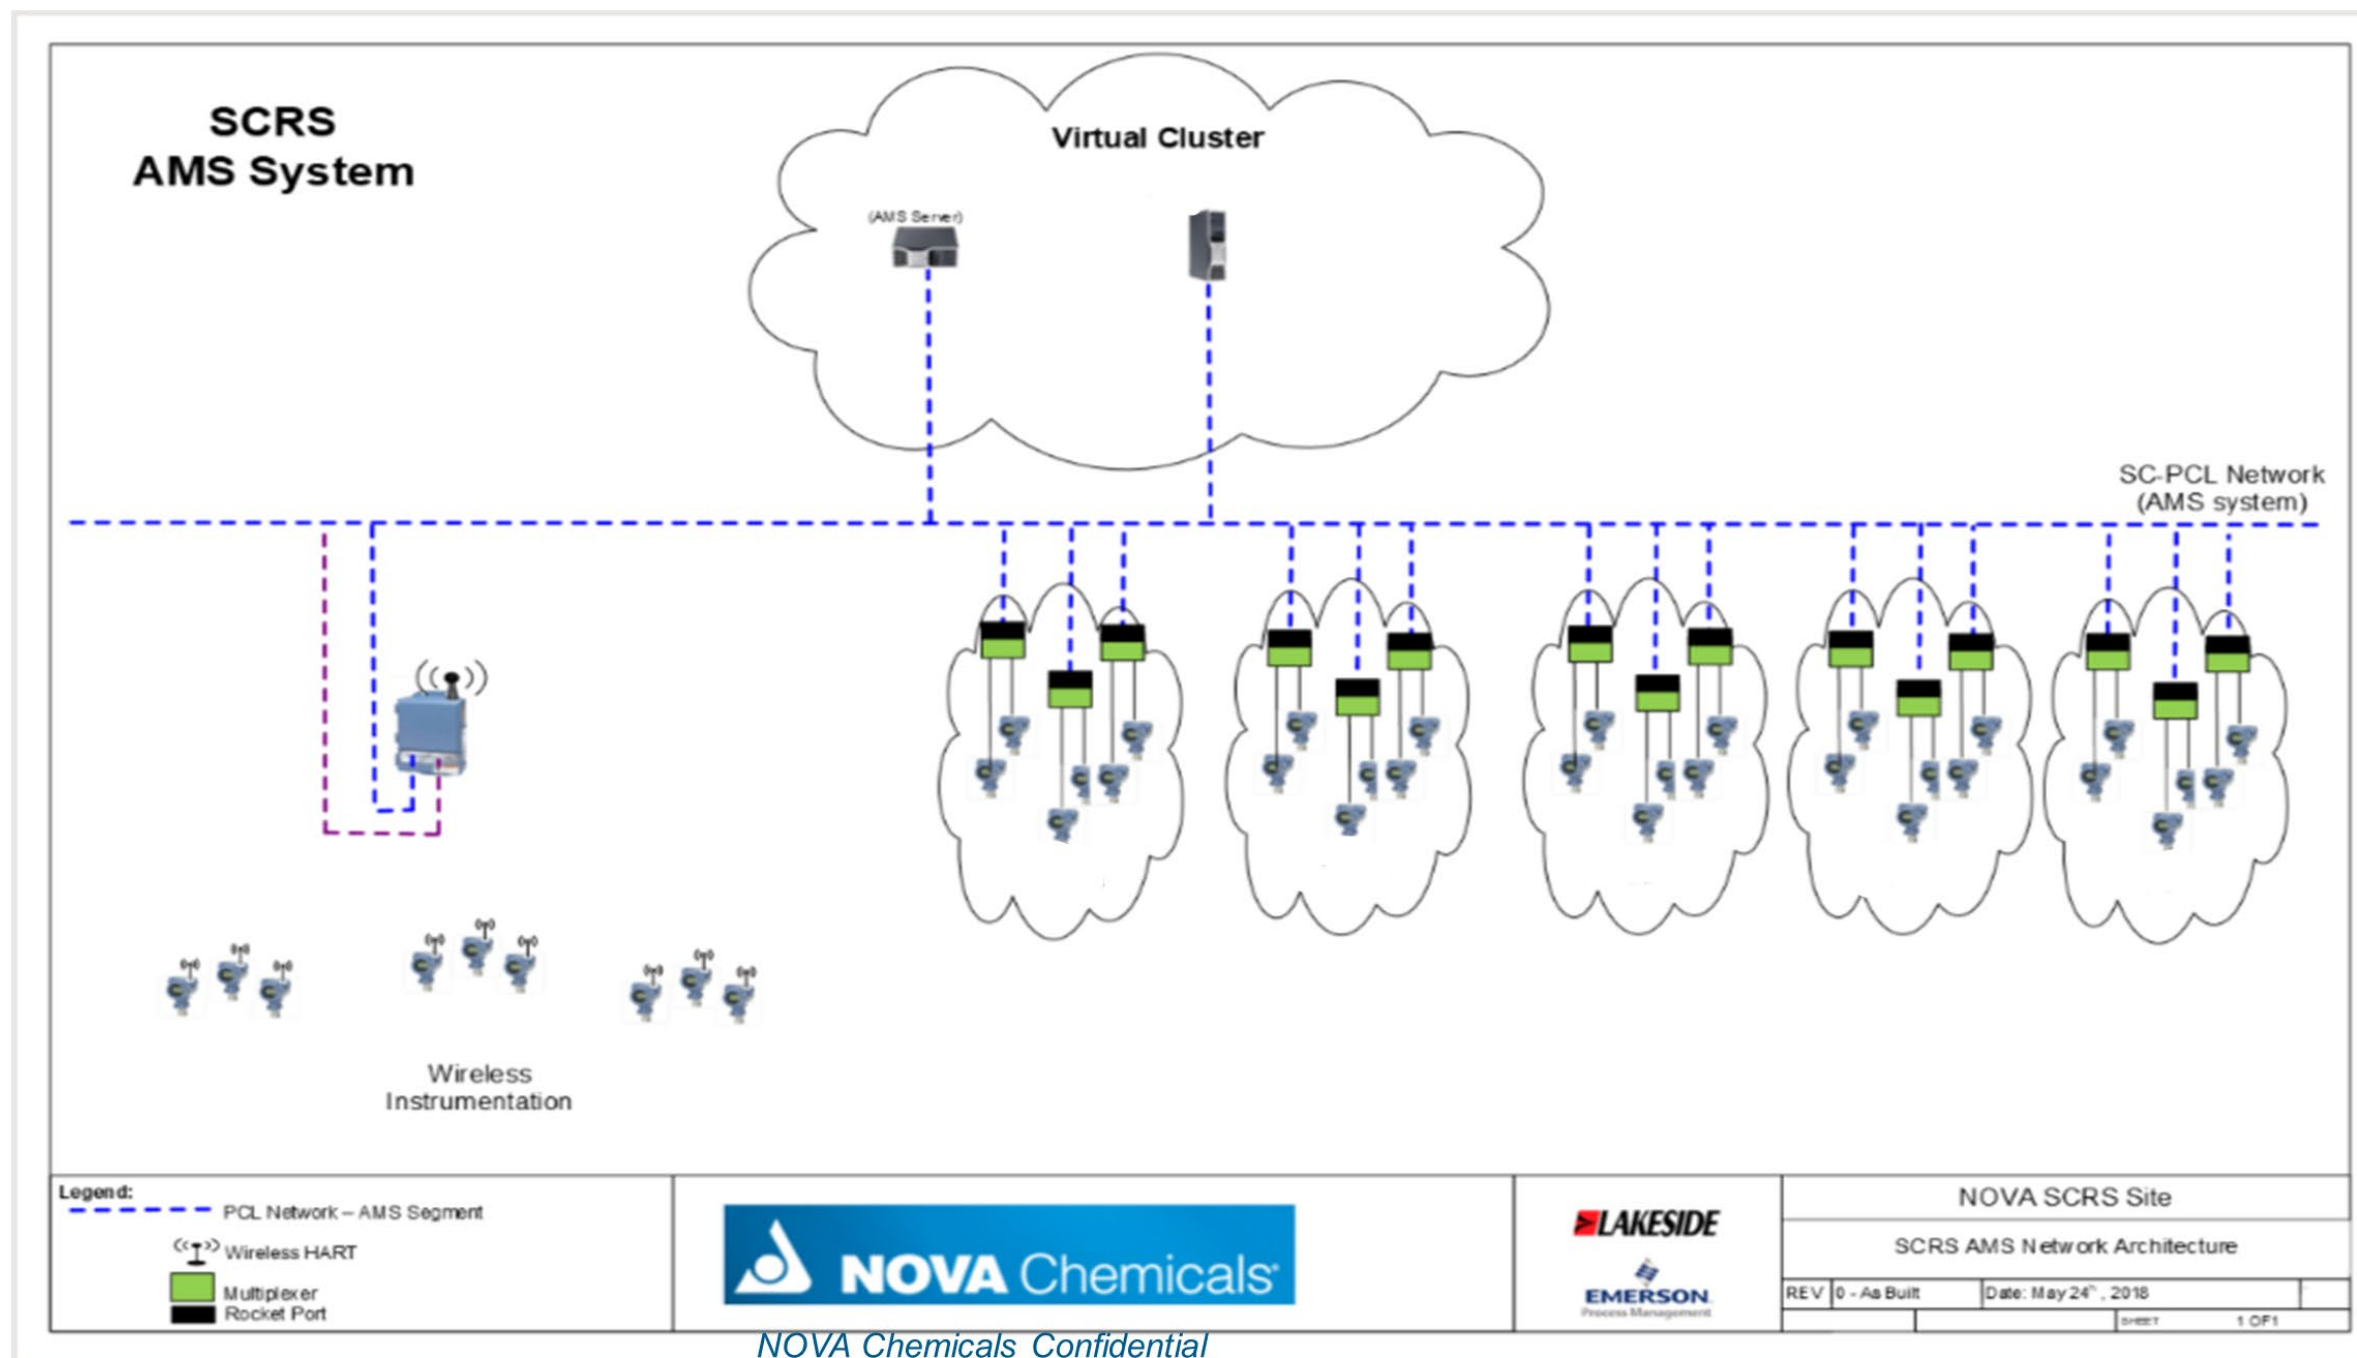 SCRS
AMS System
Virtual Cluster
(AMS Server)
SC-PCL Network
(AMS system)
Wireless
Instrumentation
Legend:
PCL Network – AMS Segment
Wireless HART
Multiplexer
Rocket Port
NOVA Chemicals
LAKESIDE
EMERSON
Process Management
NOVA SCRS Site
SCRS AMS Network Architecture
REV 0 - As Built Date: May 24th, 2018
SHEET 1 OF 1
NOVA Chemicals Confidential